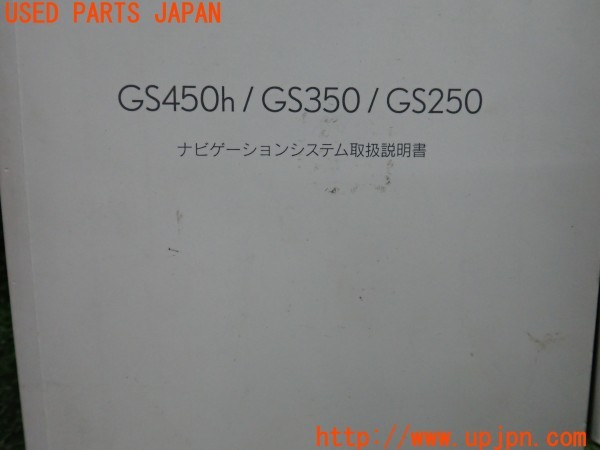 USED PARTS JAPAN
GS450h / GS350 / GS250
ナビゲーションシステム取扱説明書
http://www.upjpn.com